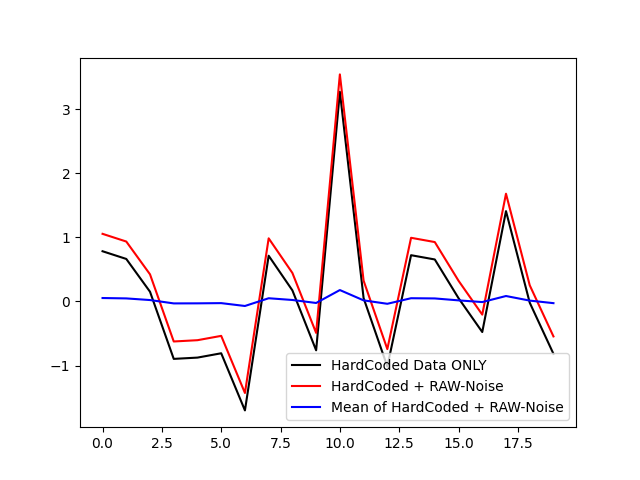 3
2
1
0
−1
HardCoded Data ONLY
HardCoded + RAW-Noise
Mean of HardCoded + RAW-Noise
0.0 2.5 5.0 7.5 10.0 12.5 15.0 17.5